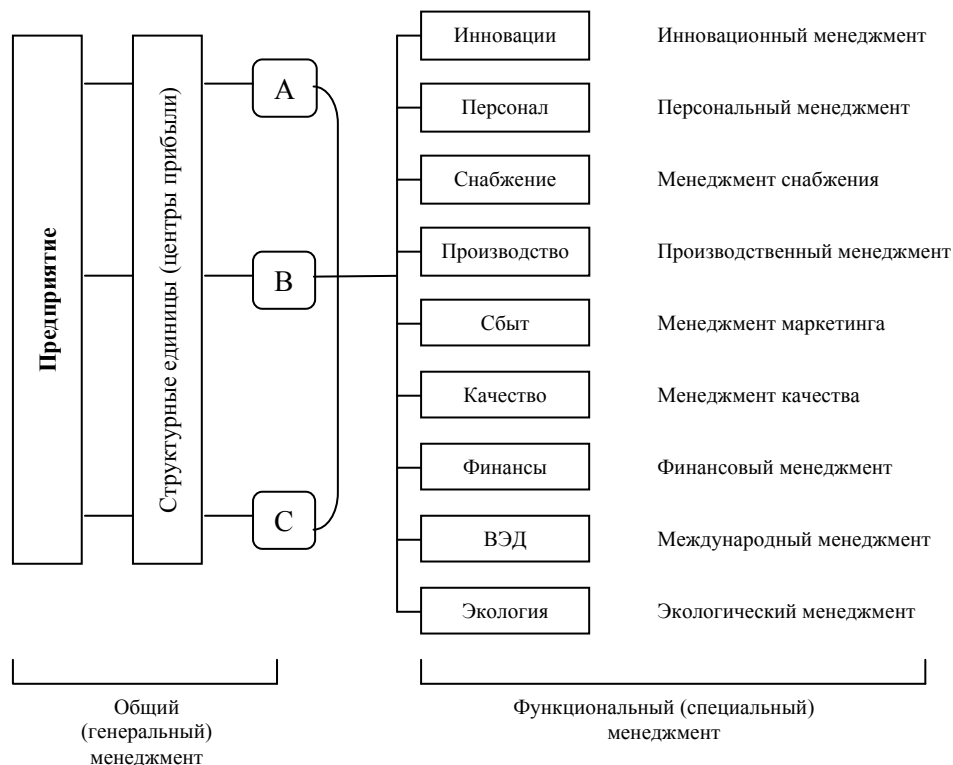 Предприятие
Структурные единицы (центры прибыли)
А
В
С
Инновации
Инновационный менеджмент
Персонал
Персональный менеджмент
Снабжение
Менеджмент снабжения
Производство
Производственный менеджмент
Сбыт
Менеджмент маркетинга
Качество
Менеджмент качества
Финансы
Финансовый менеджмент
ВЭД
Международный менеджмент
Экология
Экологический менеджмент
Общий
(генеральный)
менеджмент
Функциональный (специальный)
менеджмент